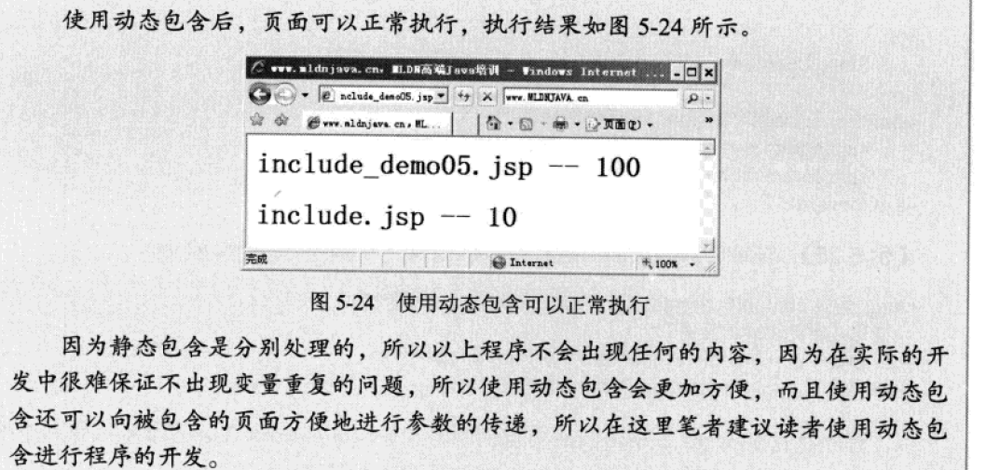 使用动态包含后，页面可以正常执行，执行结果如图 5-24 所示。
www.mldnjava.cn，MLDN高端Java培训 - Windows Internet ...
nclude_demo05.jsp
www.MLDNJAVA.cn
www.mldnjava.cn，ML...
页面(P)
include_demo05.jsp -- 100
include.jsp -- 10
完成
Internet
100%
图 5-24 使用动态包含可以正常执行
因为静态包含是分别处理的，所以以上程序不会出现任何的内容，因为在实际的开
发中很难保证不出现变量重复的问题，所以使用动态包含会更加方便，而且使用动态包
含还可以向被包含的页面方便地进行参数的传递，所以在这里笔者建议读者使用动态包
含进行程序的开发。